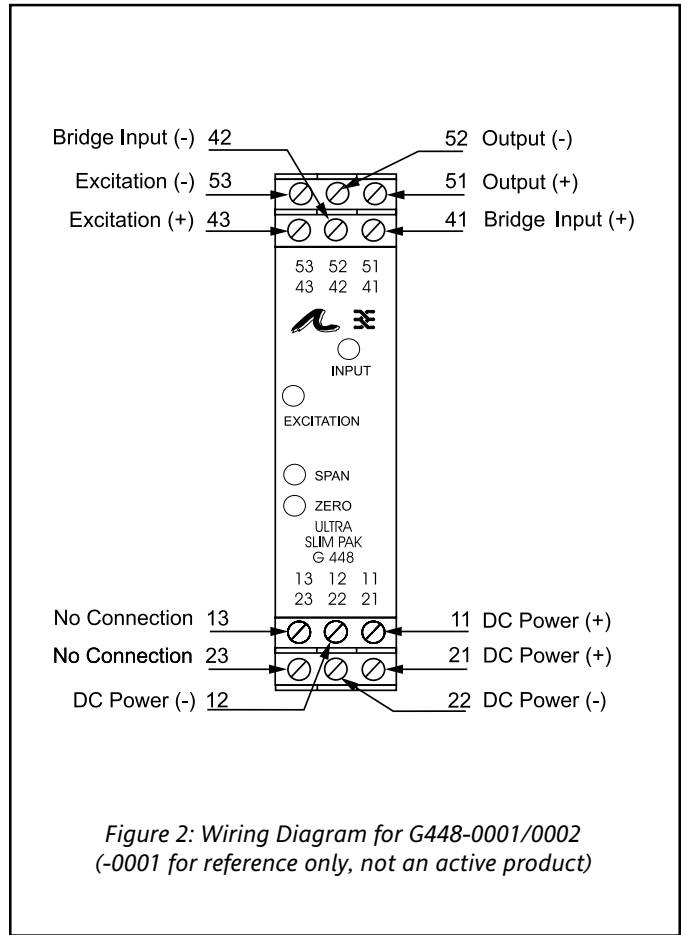 Bridge Input (-) 42 52 Output (-)
Excitation (-) 53 51 Output (+)
Excitation (+) 43 41 Bridge Input (+)
53 52 51
43 42 41
INPUT
EXCITATION
SPAN
ZERO
ULTRA
SLIM PAK
G 448
13 12 11
23 22 21
No Connection 13 11 DC Power (+)
No Connection 23 21 DC Power (+)
DC Power (-) 12 22 DC Power (-)
Figure 2: Wiring Diagram for G448-0001/0002
(-0001 for reference only, not an active product)